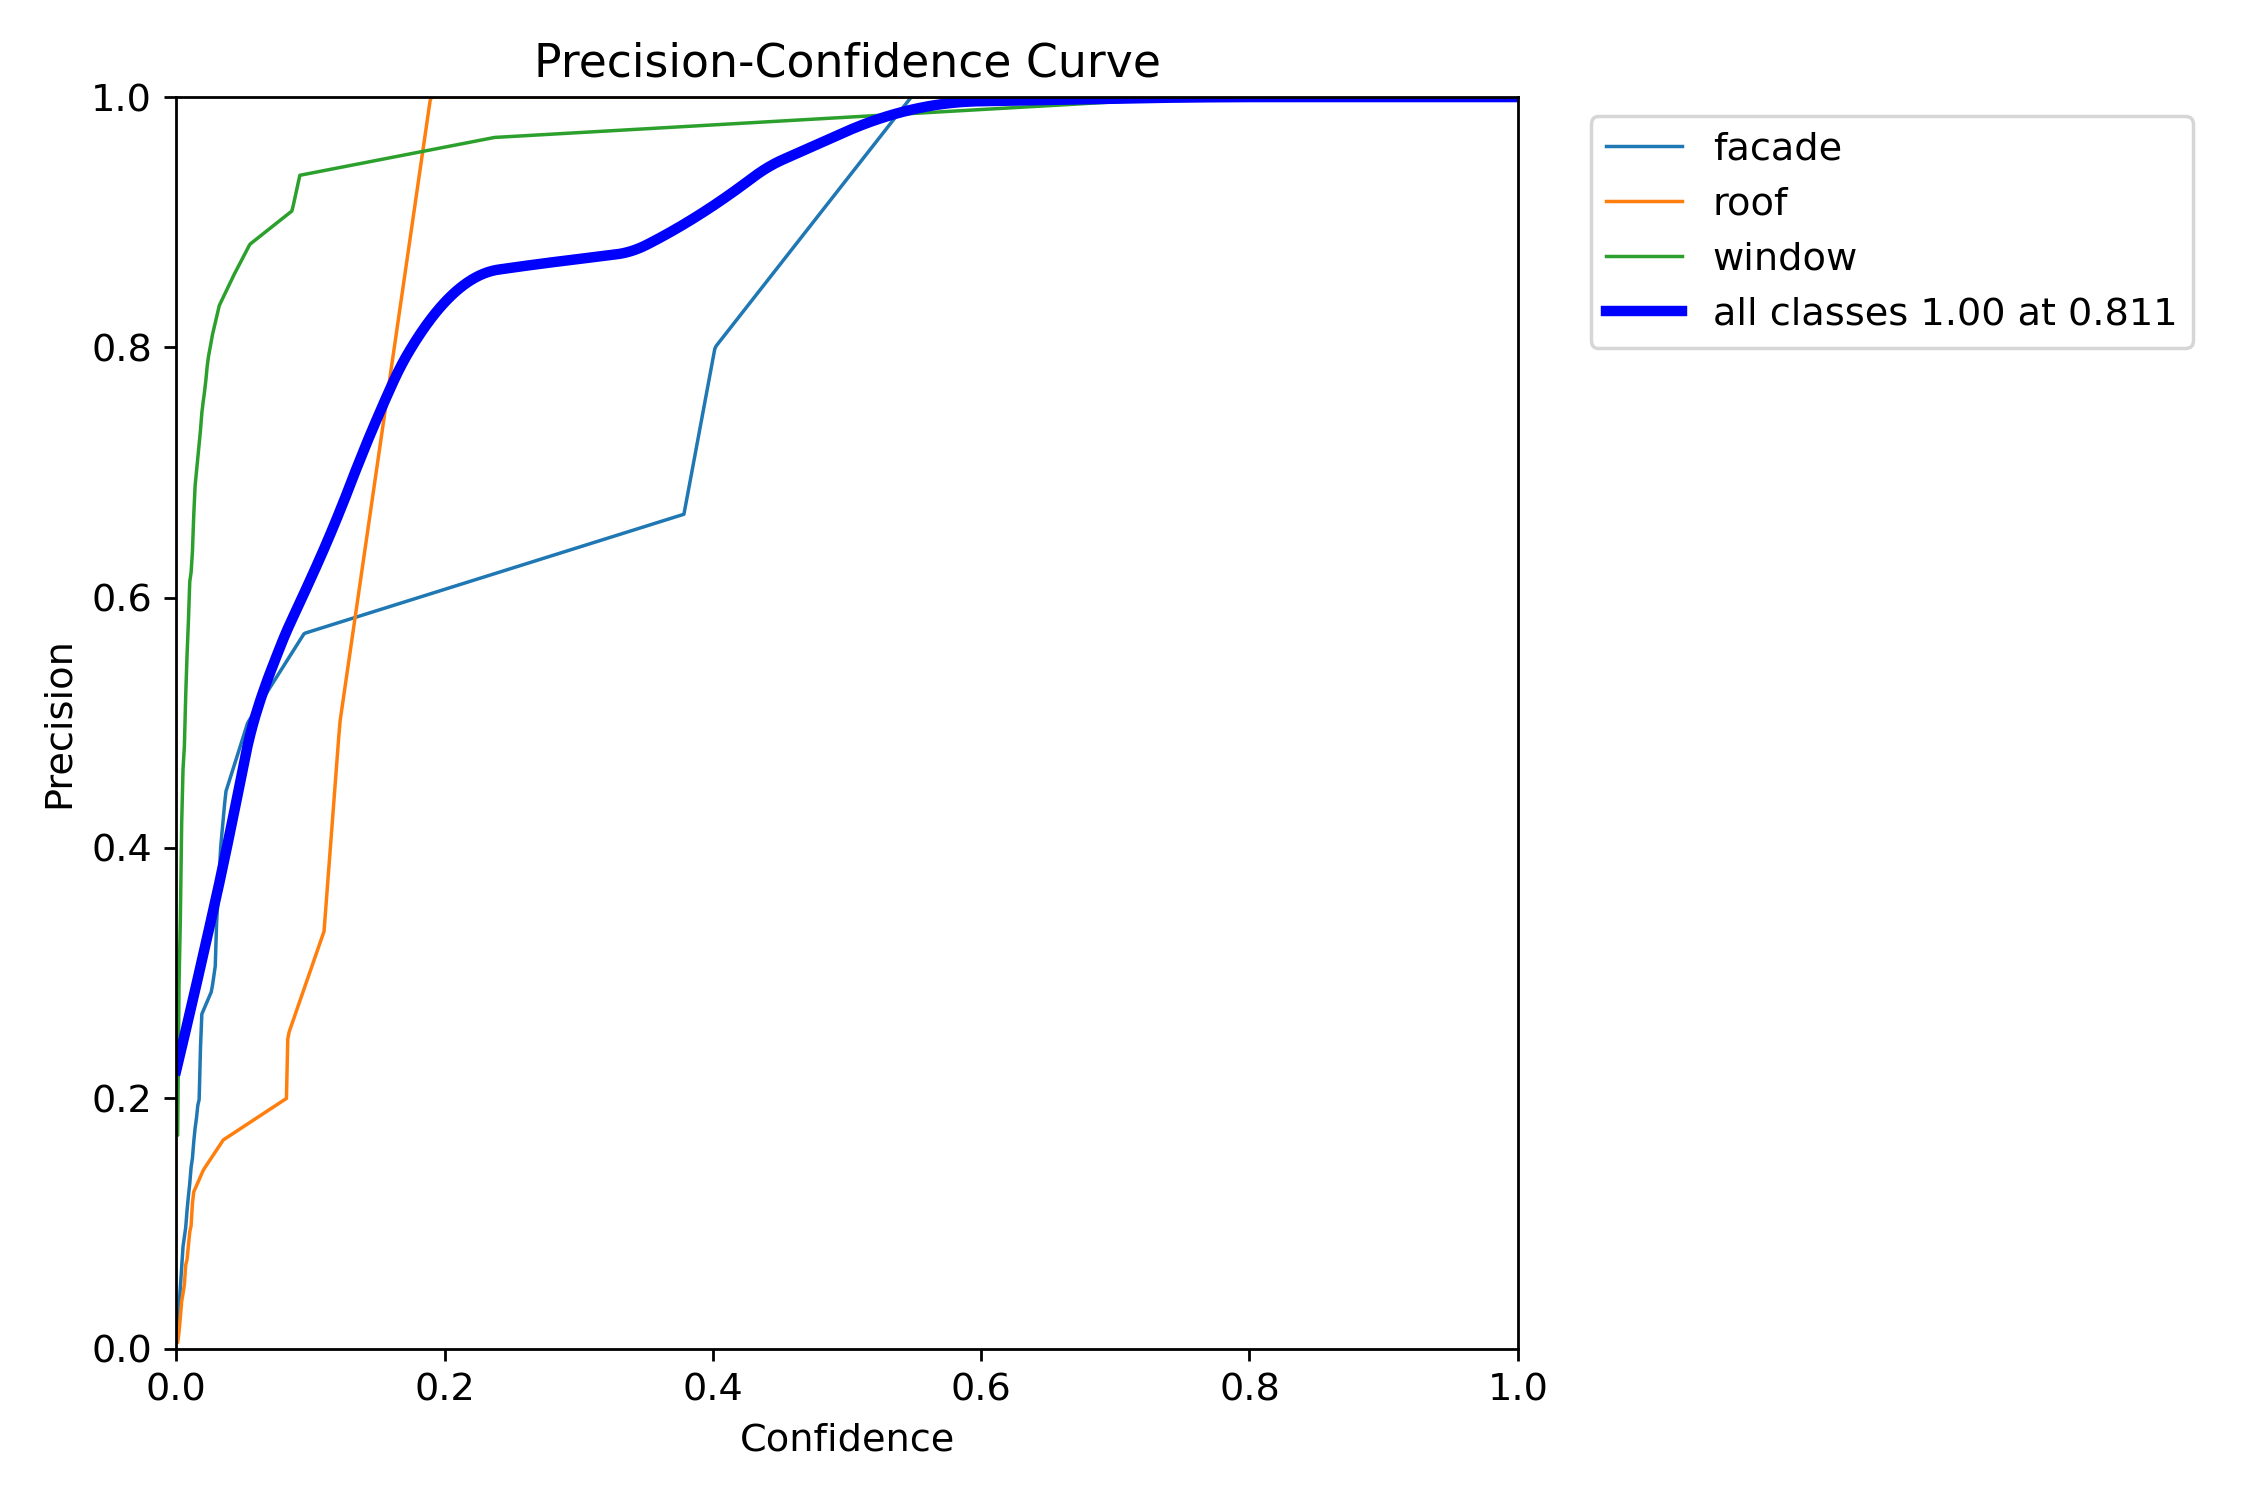 Precision-Confidence Curve
1.0
0.8
0.6
0.4
0.2
0.0
Precision
0.0 0.2 0.4 0.6 0.8 1.0
Confidence
facade
roof
window
all classes 1.00 at 0.811